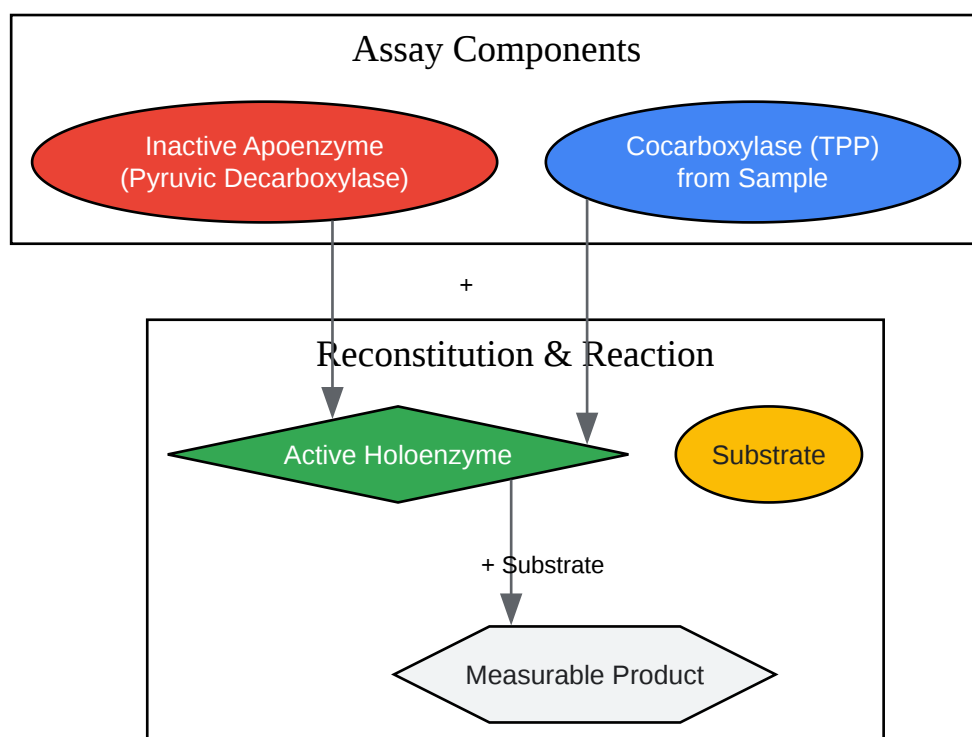 Assay Components
Inactive Apoenzyme
(Pyruvic Decarboxylase)
Cocarboxylase (TPP)
from Sample
+
Reconstitution & Reaction
Active Holoenzyme
Substrate
+ Substrate
Measurable Product